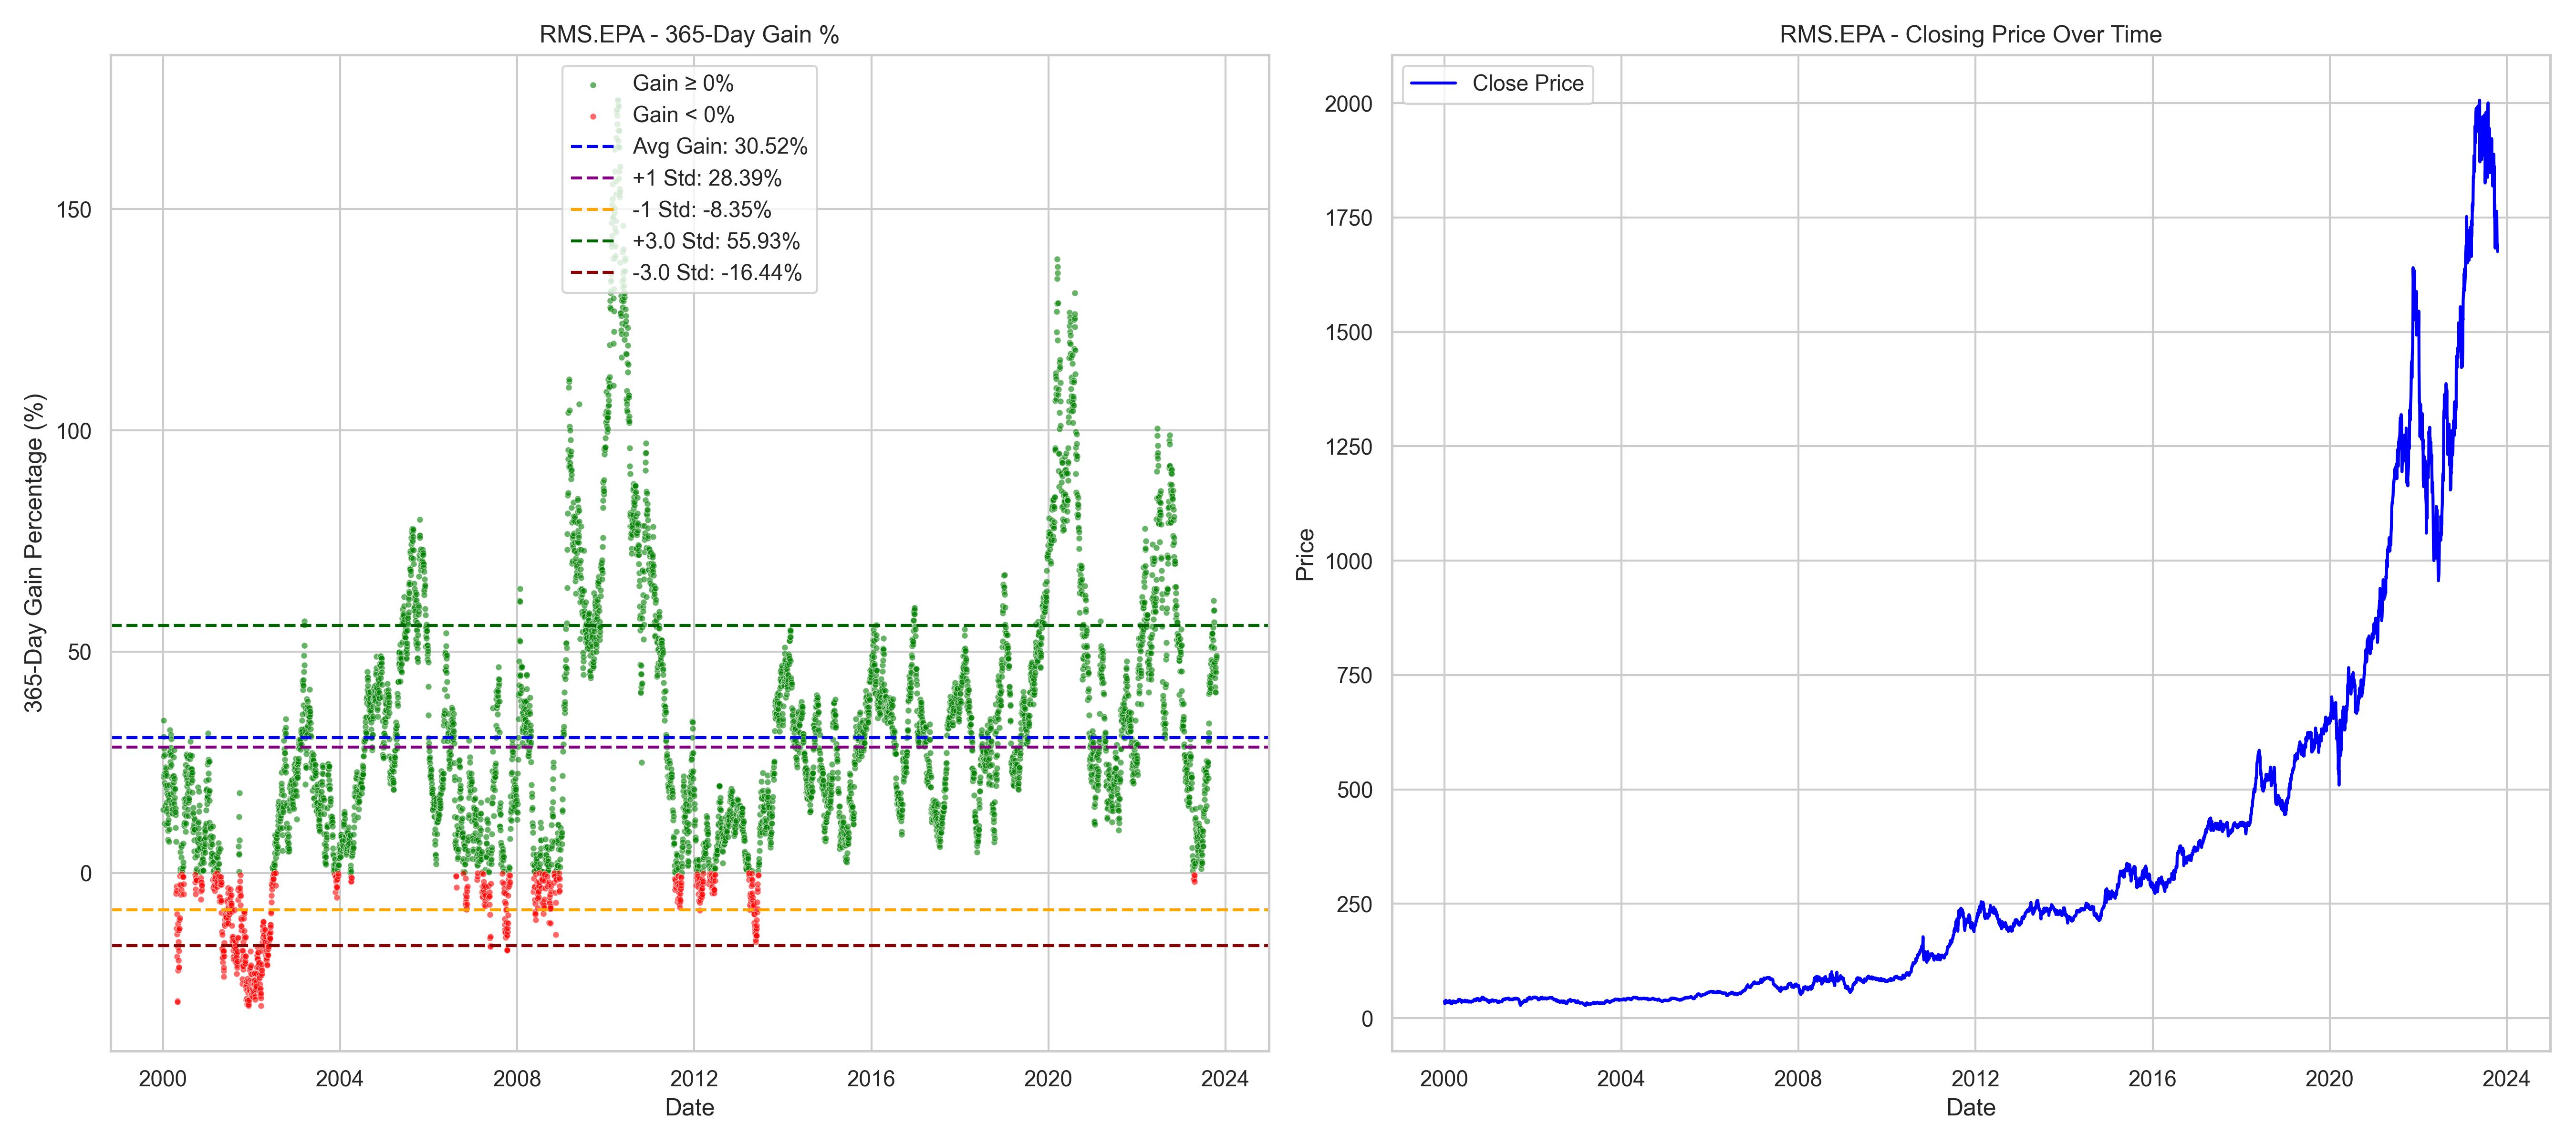 RMS.EPA - 365-Day Gain %
Gain ≥ 0%
Gain < 0%
Avg Gain: 30.52%
+1 Std: 28.39%
-1 Std: -8.35%
+3.0 Std: 55.93%
-3.0 Std: -16.44%
365-Day Gain Percentage (%)
150
100
50
0
2000 2004 2008 2012 2016 2020 2024
Date
RMS.EPA - Closing Price Over Time
Close Price
Price
2000
1750
1500
1250
1000
750
500
250
0
2000 2004 2008 2012 2016 2020 2024
Date